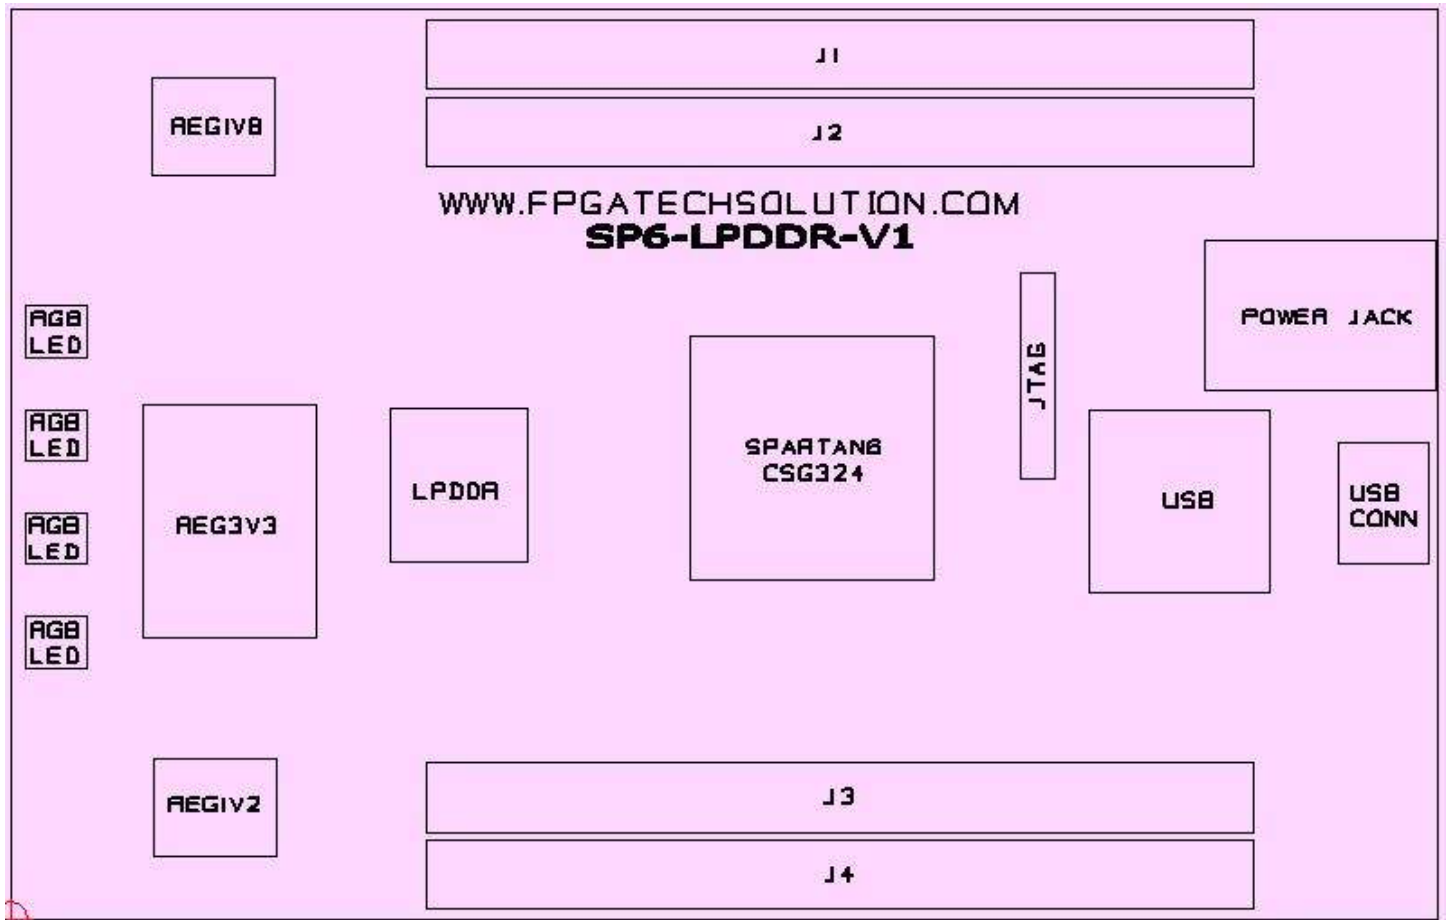 J1
REG1V8
J2
WWW.FPGATECHSOLUTION.COM
SP6-LPDDR-V1
RGB
LED
POWER JACK
JTAG
RGB
LED
SPARTAN6
CSG324
LPDDR
USB
USB
CONN
REG3V3
RGB
LED
RGB
LED
REG1V2
J3
J4